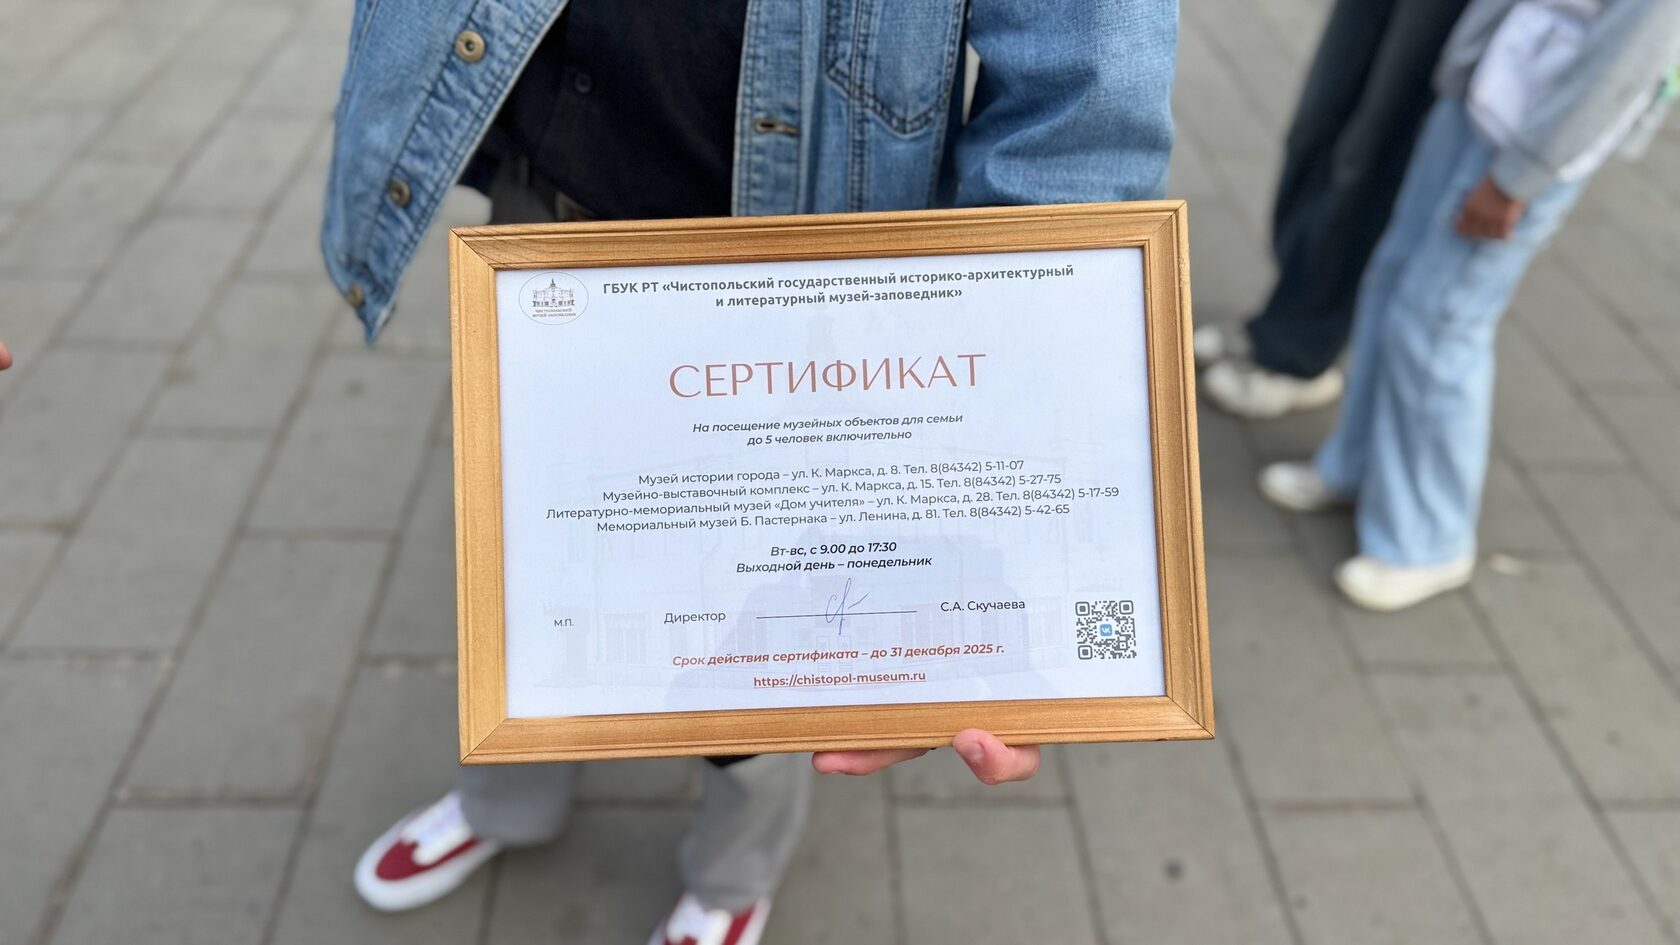 ГБУК РТ «Чистопольский государственный историко-архитектурный
и литературный музей-заповедник»
ЧИСТОПОЛЬСКИЙ
МУЗЕЙ-ЗАПОВЕДНИК
СЕРТИФИКАТ
На посещение музейных объектов для семьи
до 5 человек включительно
Музей истории города – ул. К. Маркса, д. 8. Тел. 8(84342) 5-11-07
Музейно-выставочный комплекс – ул. К. Маркса, д. 15. Тел. 8(84342) 5-27-75
Литературно-мемориальный музей «Дом учителя» – ул. К. Маркса, д. 28. Тел. 8(84342) 5-17-59
Мемориальный музей Б. Пастернака – ул. Ленина, д. 81. Тел. 8(84342) 5-42-65
Вт-вс, с 9.00 до 17:30
Выходной день – понедельник
М.П. Директор С.А. Скучаева
Срок действия сертификата – до 31 декабря 2025 г.
https://chistopol-museum.ru